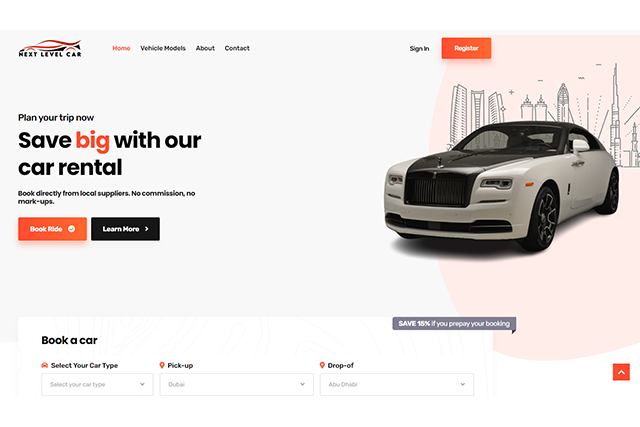 NEXT LEVEL CAR
Home Vehicle Models About Contact Sign In Register
Plan your trip now
Save big with our
car rental
Book directly from local suppliers. No commission, no
mark-ups.
Book Ride Learn More
SAVE 15% if you prepay your booking
Book a car
Select Your Car Type Pick-up Drop-of
Select your car type Gubai Abu Dhabi